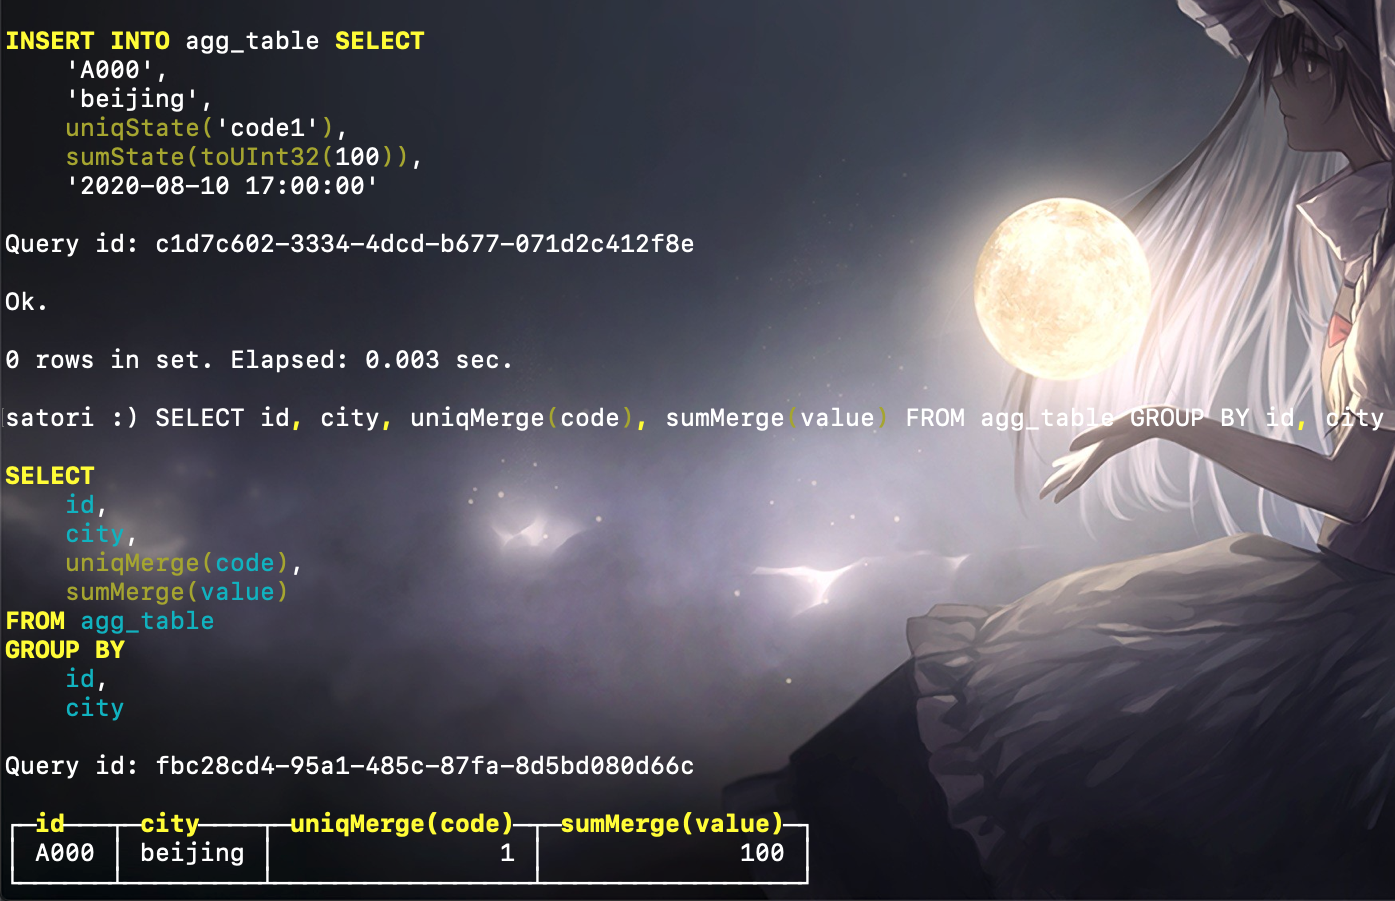 INSERT INTO agg_table SELECT
    'A000',
    'beijing',
    uniqState('code1'),
    sumState(toUInt32(100)),
    '2020-08-10 17:00:00'
Query id: c1d7c602-3334-4dcd-b677-071d2c412f8e
Ok.
0 rows in set. Elapsed: 0.003 sec.
satori :) SELECT id, city, uniqMerge(code), sumMerge(value) FROM agg_table GROUP BY id, city
SELECT
    id,
    city,
    uniqMerge(code),
    sumMerge(value)
FROM agg_table
GROUP BY
    id,
    city
Query id: fbc28cd4-95a1-485c-87fa-8d5bd080d66c
id city uniqMerge(code) sumMerge(value)
A000 beijing 1 100